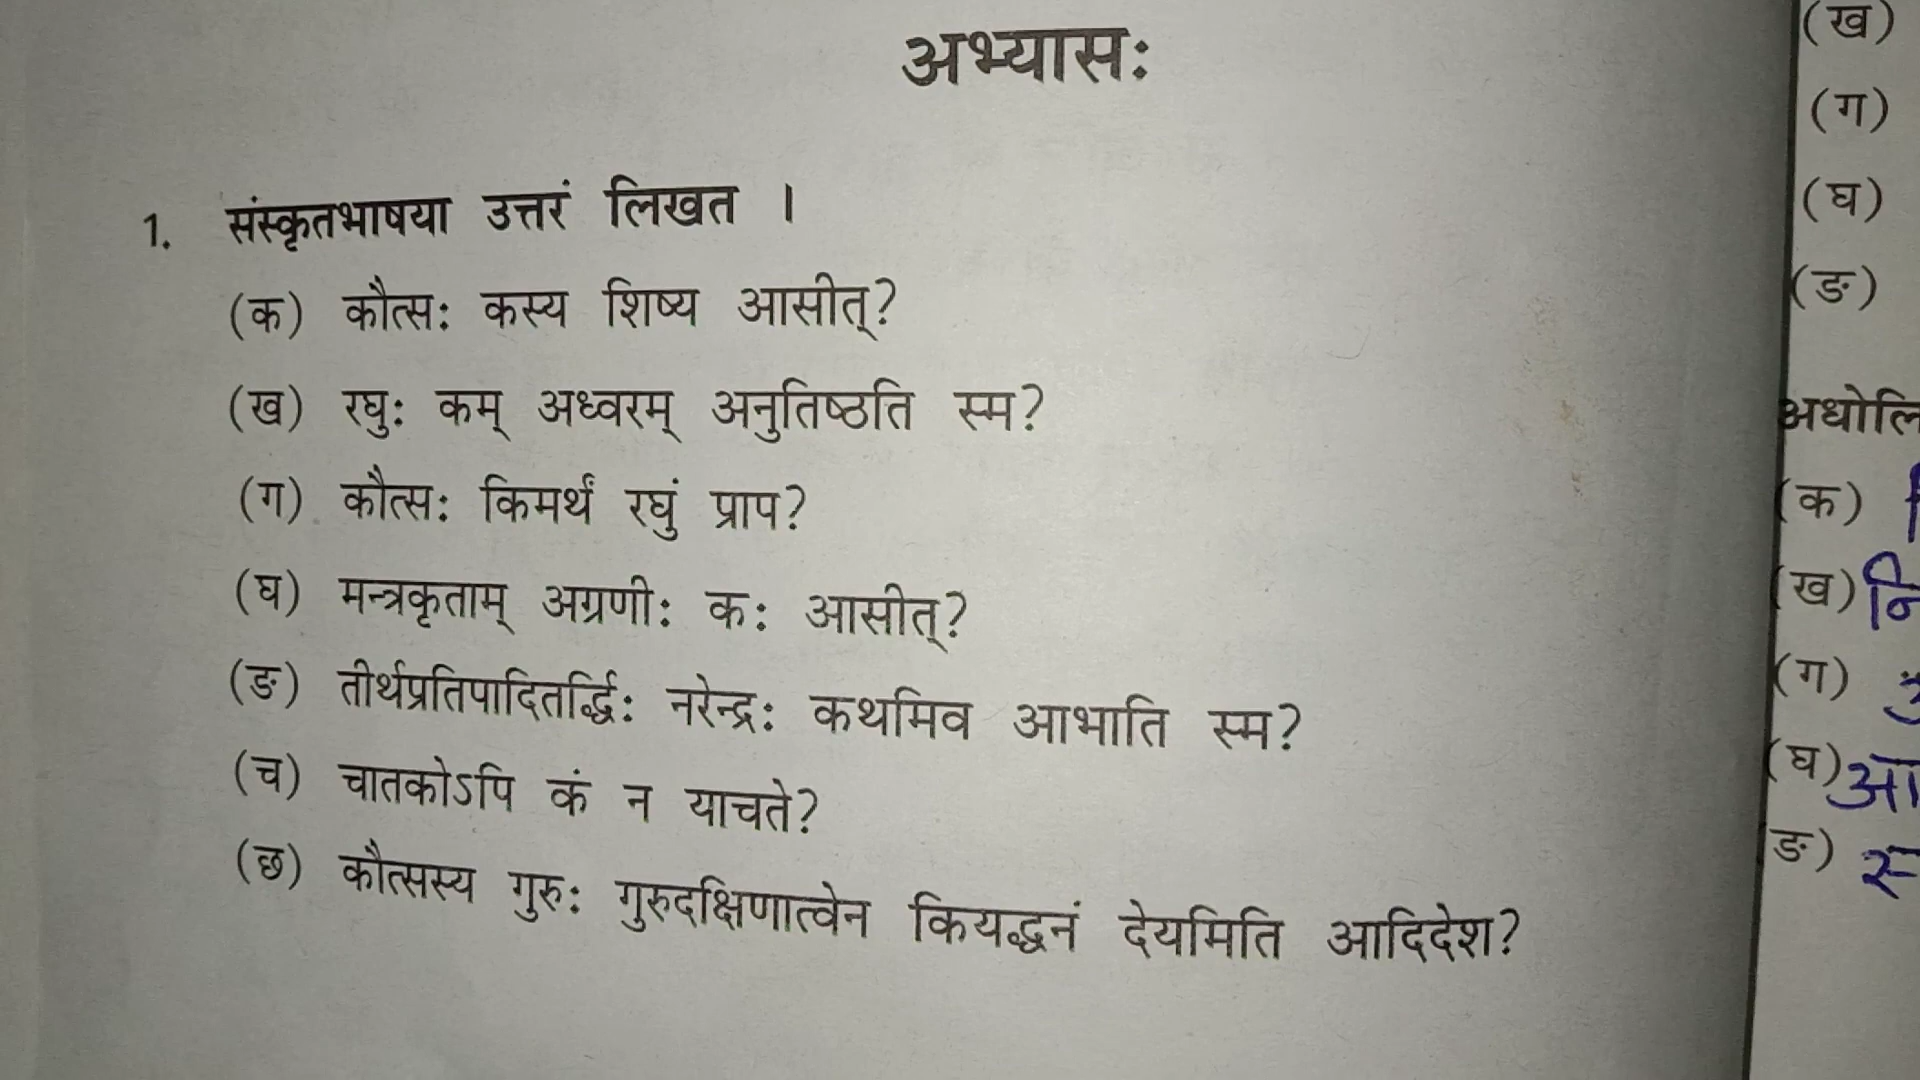 अभ्यासः
1. संस्कृतभाषया उत्तरं लिखत ।
(क) कौत्सः कस्य शिष्य आसीत्?
(ख) रघुः कम् अध्वरम् अनुतिष्ठति स्म?
(ग) कौत्सः किमर्थं रघुं प्राप?
(घ) मन्त्रकृताम् अग्रणीः कः आसीत्?
(ङ) तीर्थप्रतिपादितर्द्धिः नरेन्द्रः कथमिव आभाति स्म?
(च) चातकोऽपि कं न याचते?
(छ) कौत्सस्य गुरुः गुरुदक्षिणात्वेन कियद्धनं देयमिति आदिदेश?
(ख)
(ग)
(घ)
(ङ)
(क)
(ख) नि
(ग)
(घ) आ
ङ)